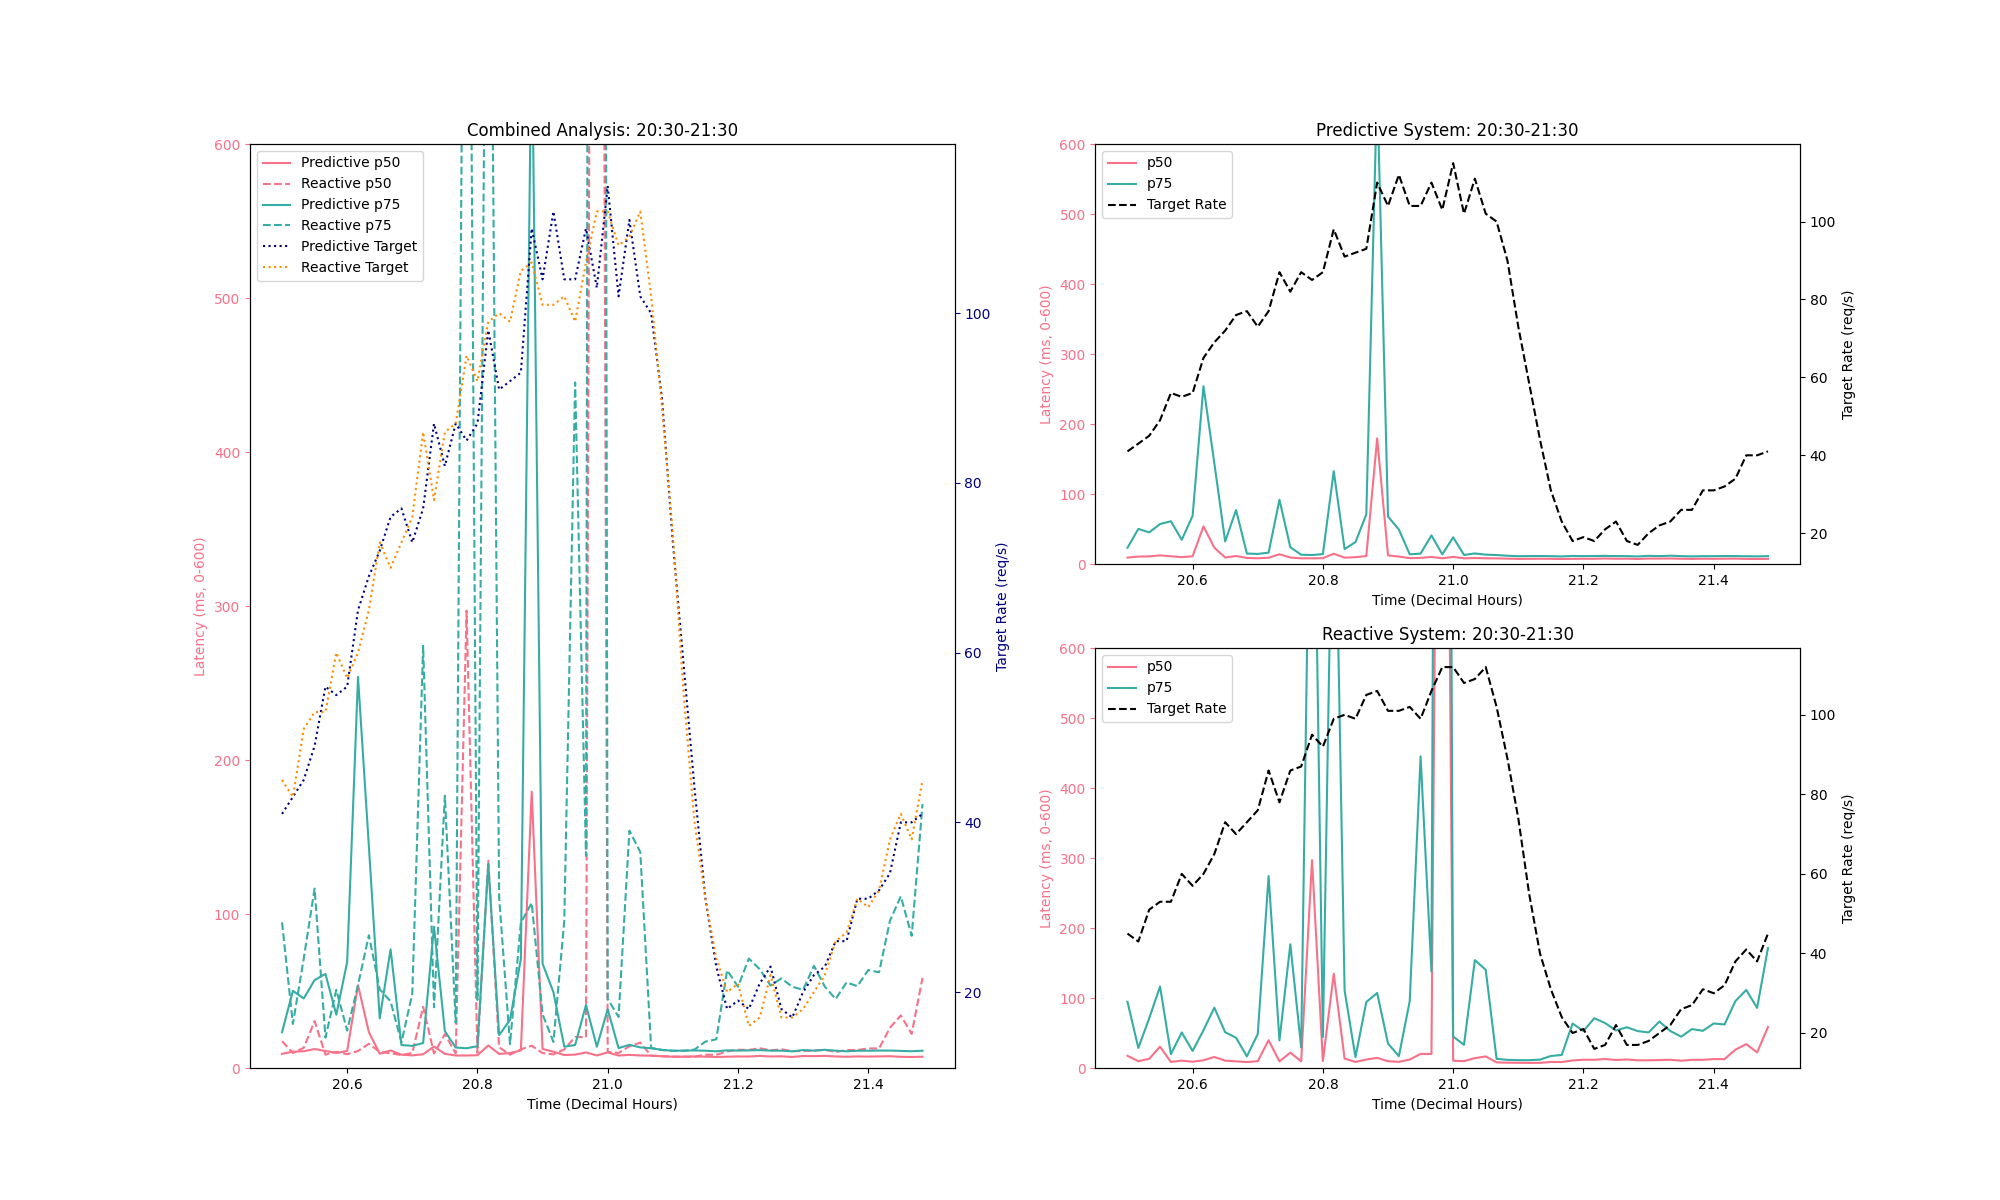 Combined Analysis: 20:30-21:30
Predictive p50
Reactive p50
Predictive p75
Reactive p75
Predictive Target
Reactive Target
600
500
400
300
200
100
0
Latency (ms, 0-600)
100
80
60
40
20
Target Rate (req/s)
20.6 20.8 21.0 21.2 21.4
Time (Decimal Hours)
Predictive System: 20:30-21:30
p50
p75
Target Rate
600
500
400
300
200
100
0
Latency (ms, 0-600)
100
80
60
40
20
Target Rate (req/s)
20.6 20.8 21.0 21.2 21.4
Time (Decimal Hours)
Reactive System: 20:30-21:30
p50
p75
Target Rate
600
500
400
300
200
100
0
Latency (ms, 0-600)
100
80
60
40
20
Target Rate (req/s)
20.6 20.8 21.0 21.2 21.4
Time (Decimal Hours)